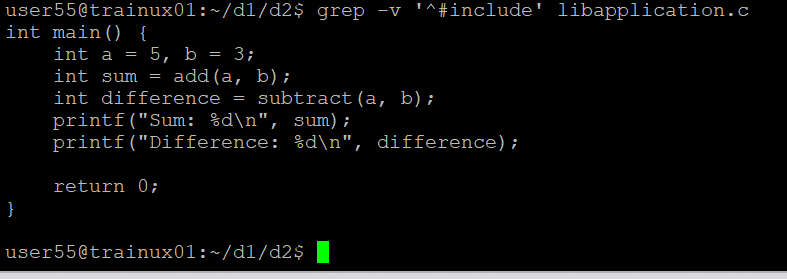 user55@trainux01:~/d1/d2$ grep -v '^#include' libapplication.c
int main() {
    int a = 5, b = 3;
    int sum = add(a, b);
    int difference = subtract(a, b);
    printf("Sum: %d\n", sum);
    printf("Difference: %d\n", difference);

    return 0;
}

user55@trainux01:~/d1/d2$